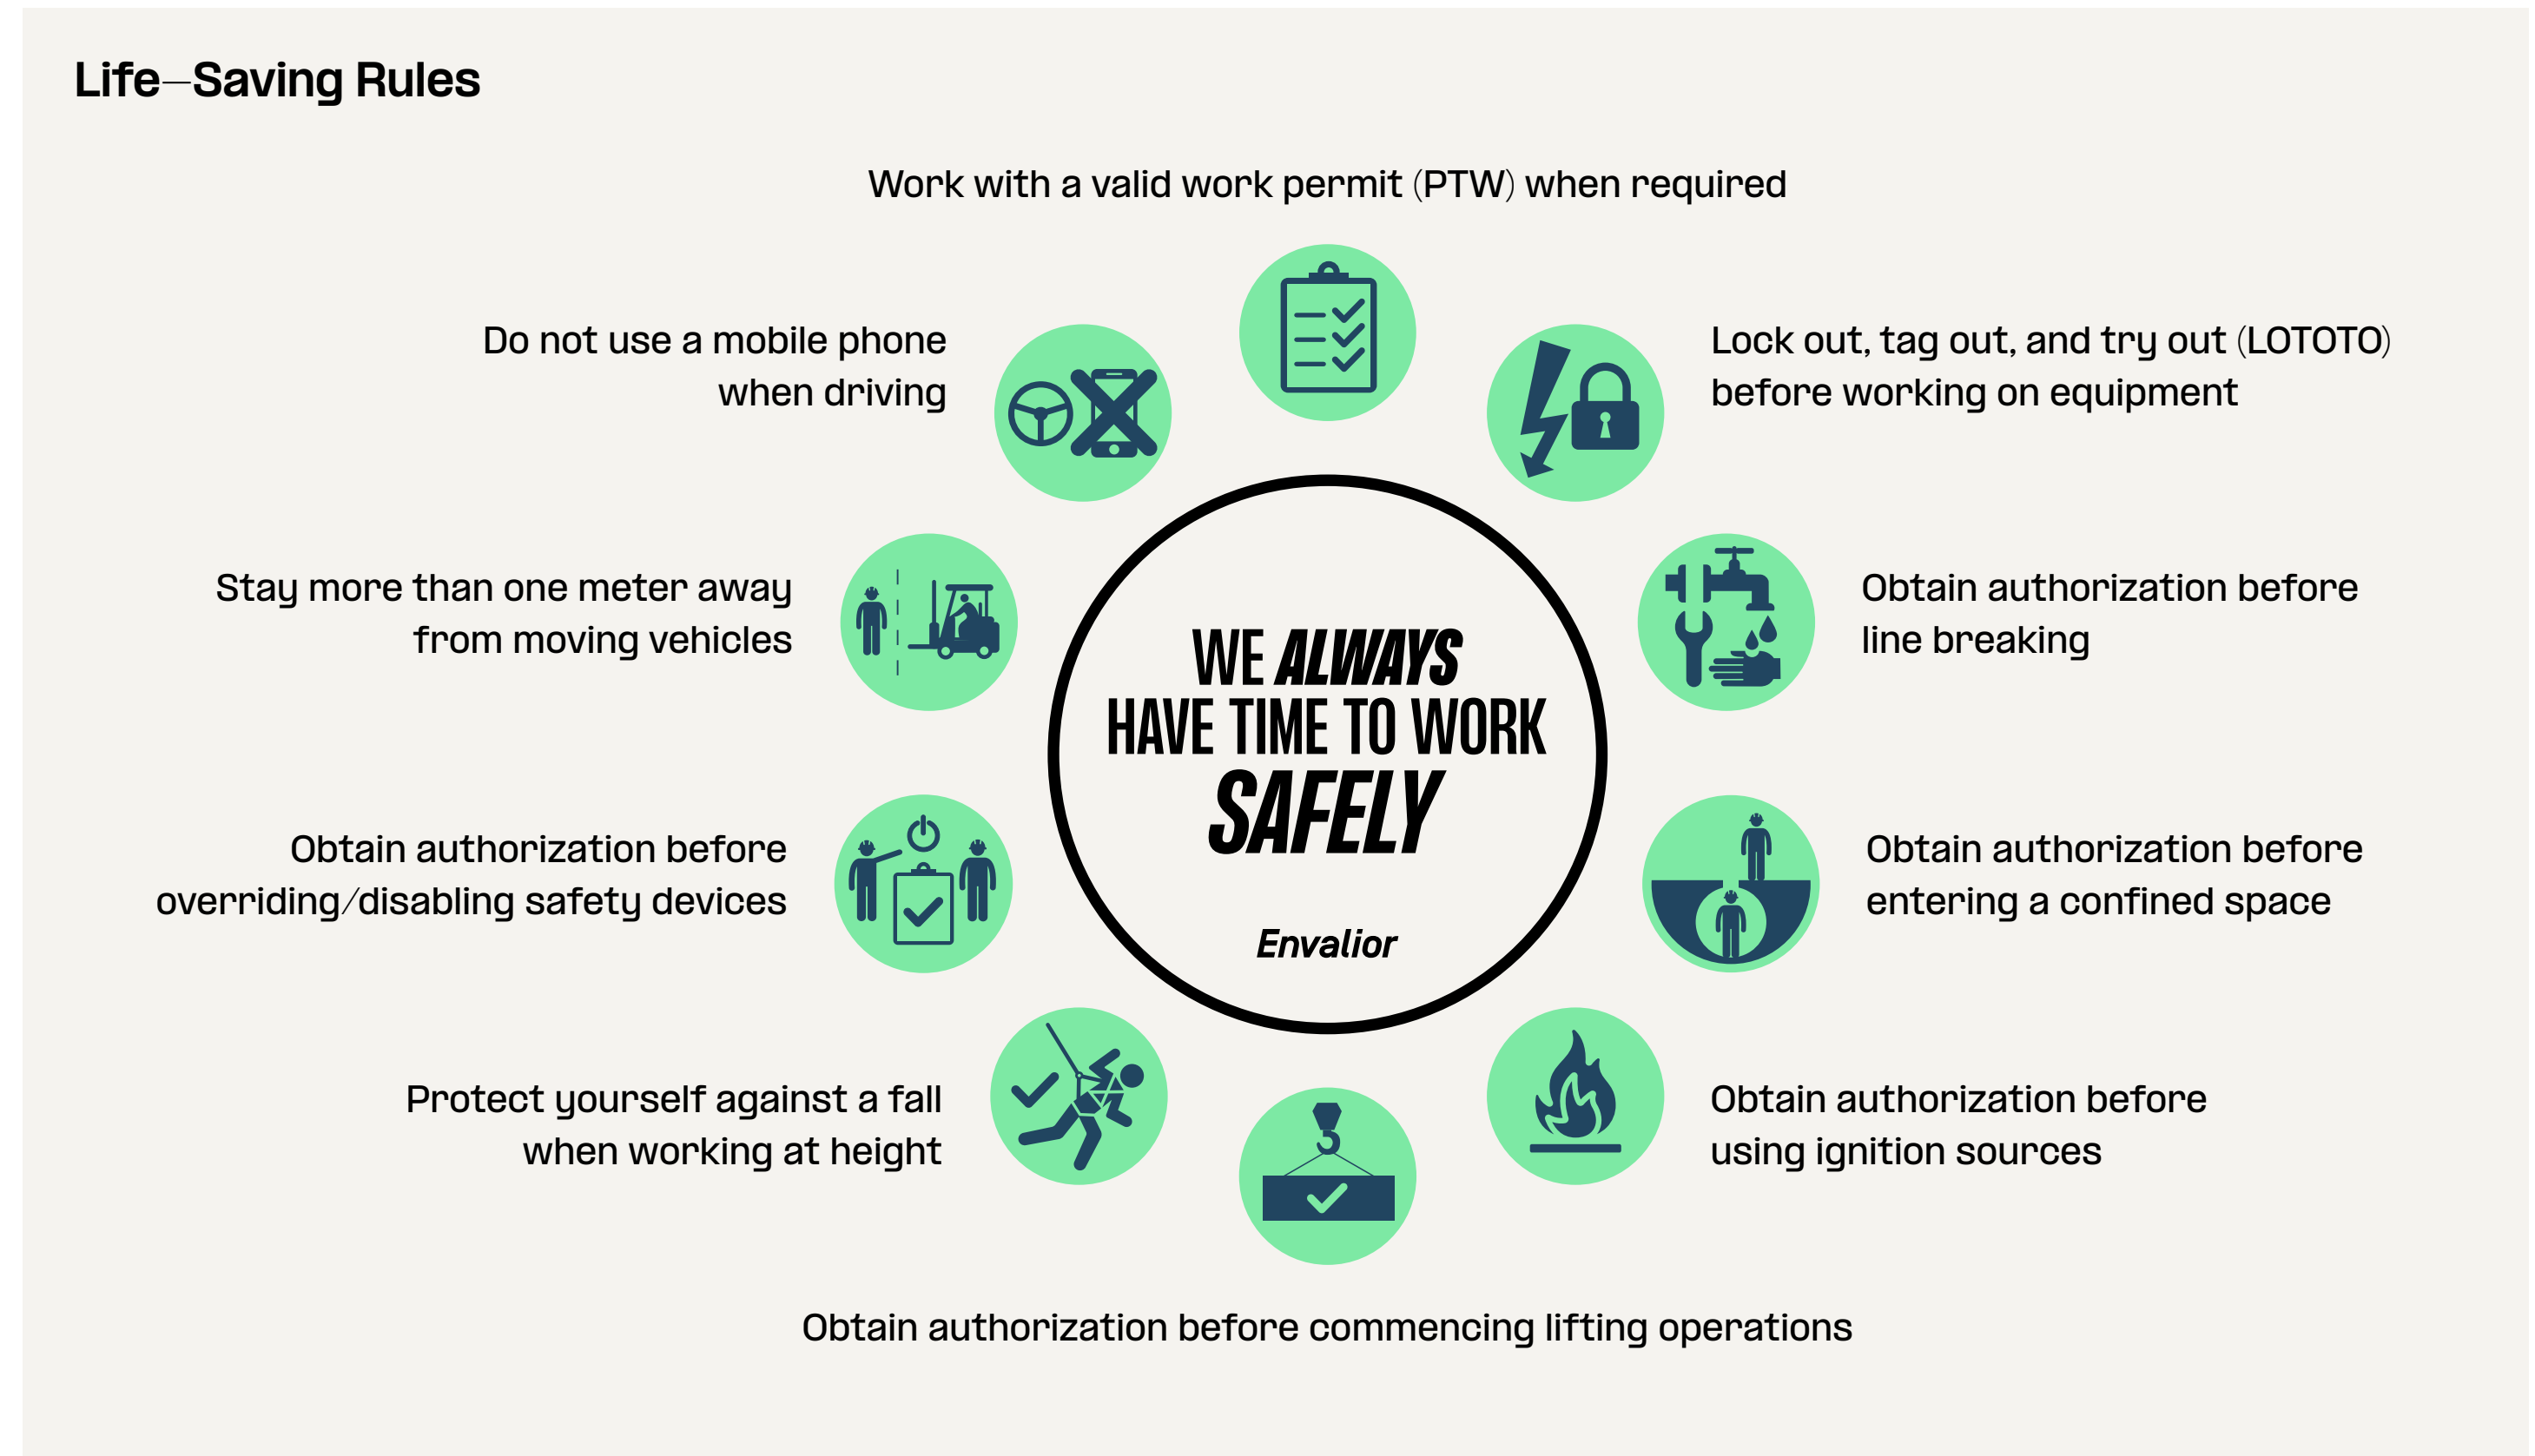 Life—Saving Rules
Work with a valid work permit (PTW) when required
Do not use a mobile phone
when driving
Lock out, tag out, and try out (LOTOTO)
before working on equipment
Stay more than one meter away
from moving vehicles
Obtain authorization before
line breaking
WE ALWAYS
HAVE TIME TO WORK
SAFELY
Envalior
Obtain authorization before
overriding/disabling safety devices
Obtain authorization before
entering a confined space
Protect yourself against a fall
when working at height
Obtain authorization before
using ignition sources
Obtain authorization before commencing lifting operations